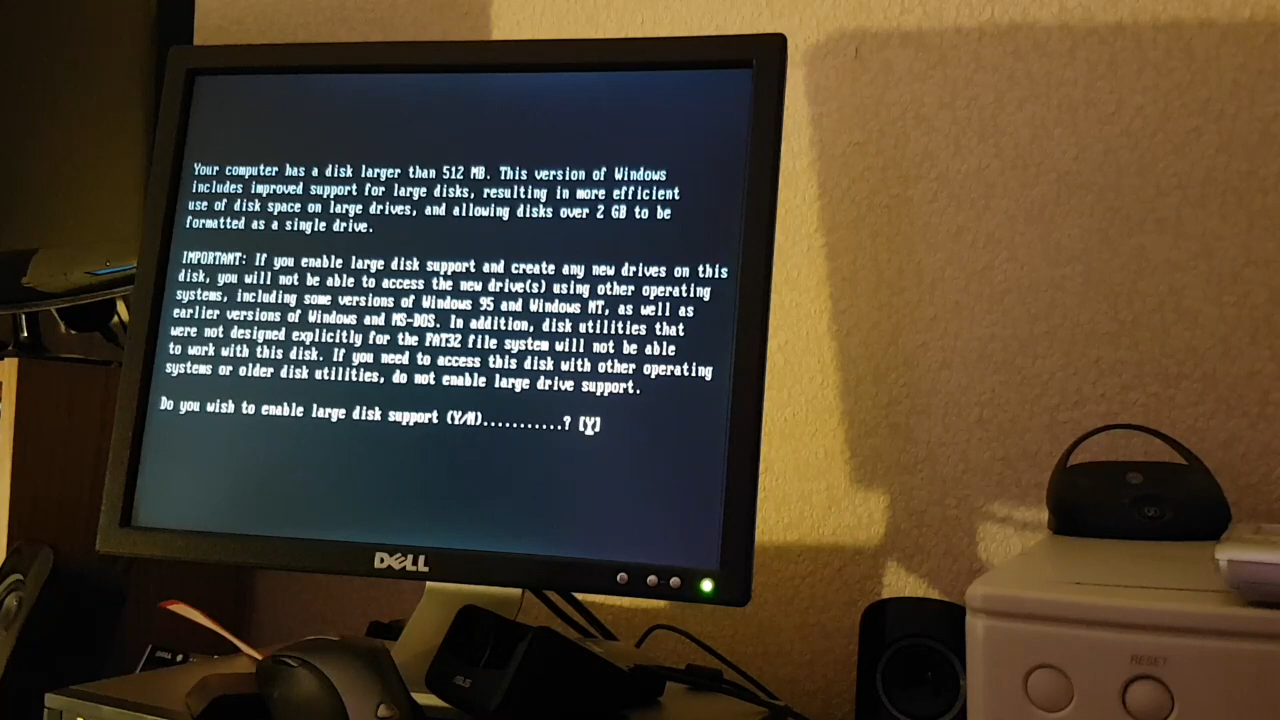 Your computer has a disk larger than 512 MB. This version of Windows
includes improved support for large disks, resulting in more efficient
use of disk space on large drives, and allowing disks over 2 GB to be
formatted as a single drive.
IMPORTANT: If you enable large disk support and create any new drives on this
disk, you will not be able to access the new drive(s) using other operating
systems, including some versions of Windows 95 and Windows NT, as well as
earlier versions of Windows and MS-DOS. In addition, disk utilities that
were not designed explicitly for the FAT32 file system will not be able
to work with this disk. If you need to access this disk with other operating
systems or older disk utilities, do not enable large drive support.
Do you wish to enable large disk support (Y/N)...........? [Y]
DELL
DELL
ASUS
RESET